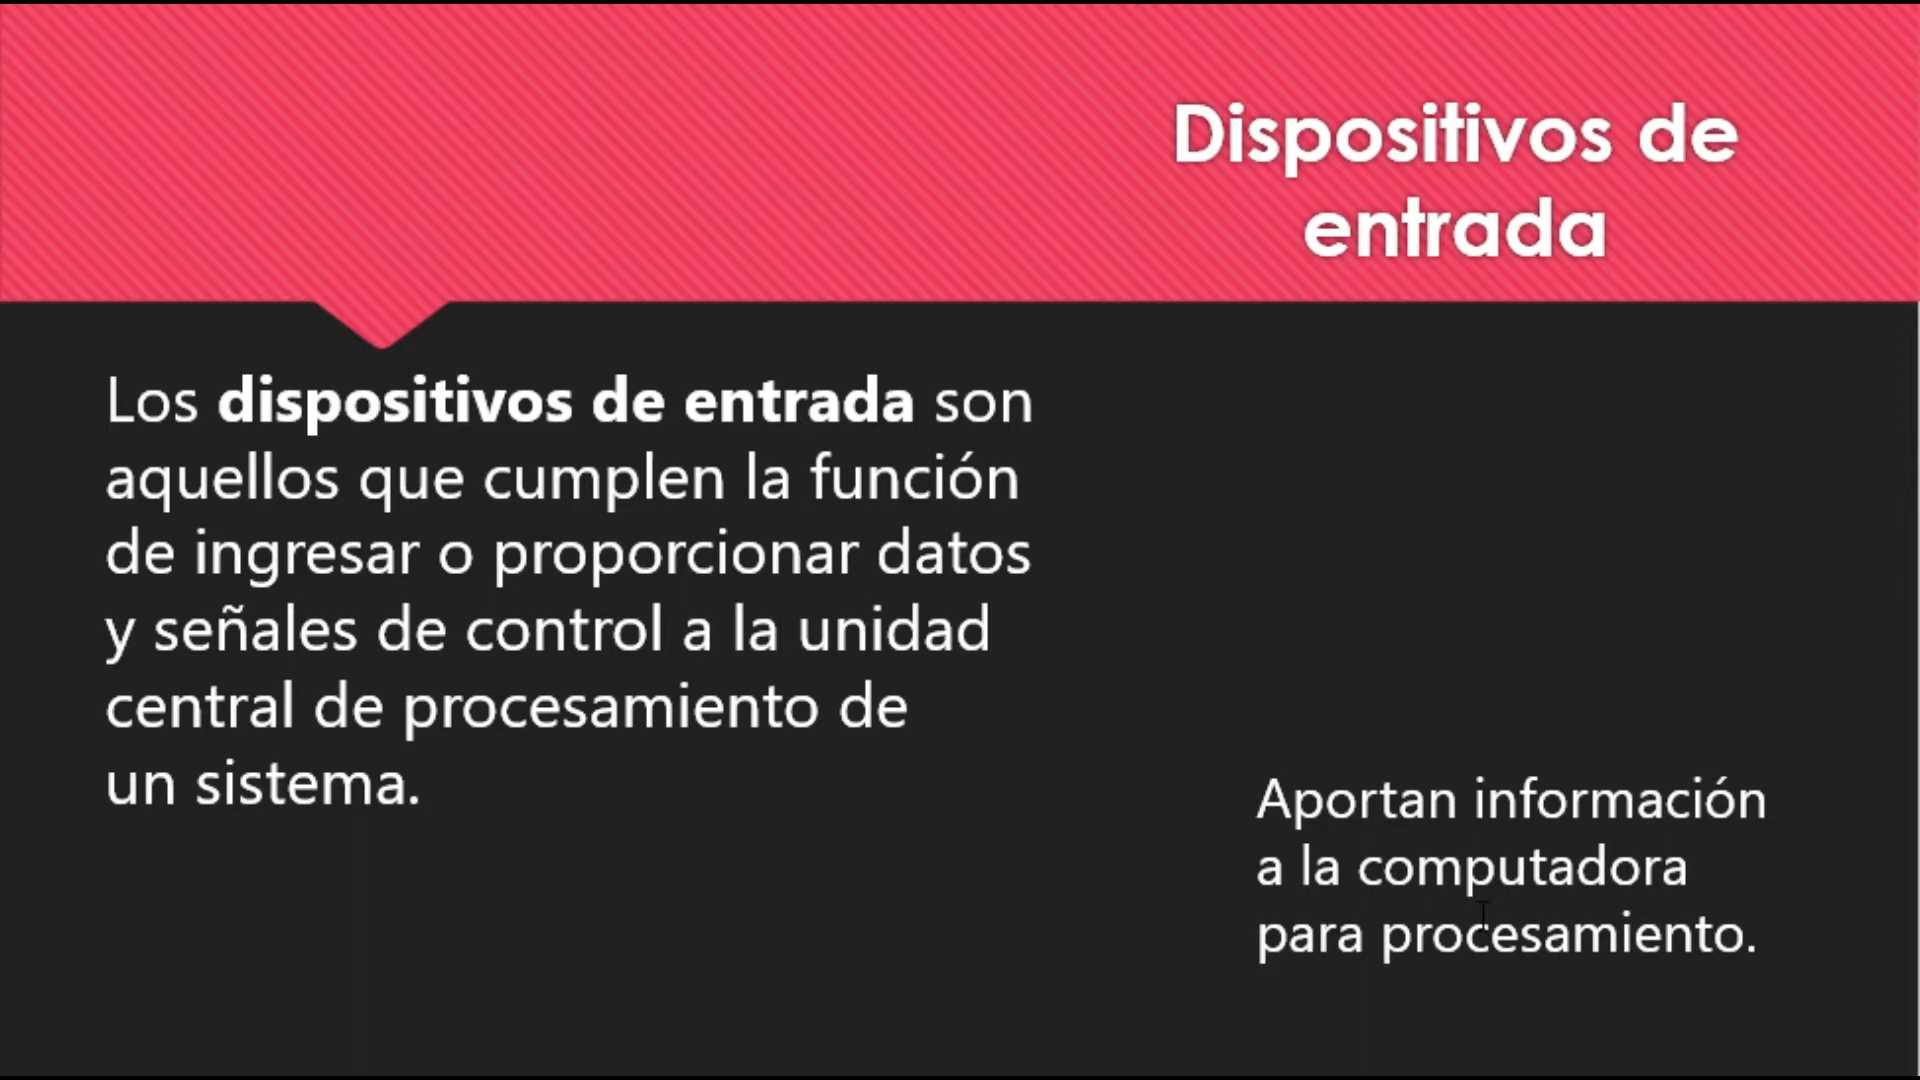 Dispositivos de
entrada
Los dispositivos de entrada son
aquellos que cumplen la función
de ingresar o proporcionar datos
y señales de control a la unidad
central de procesamiento de
un sistema.
Aportan información
a la computadora
para procesamiento.